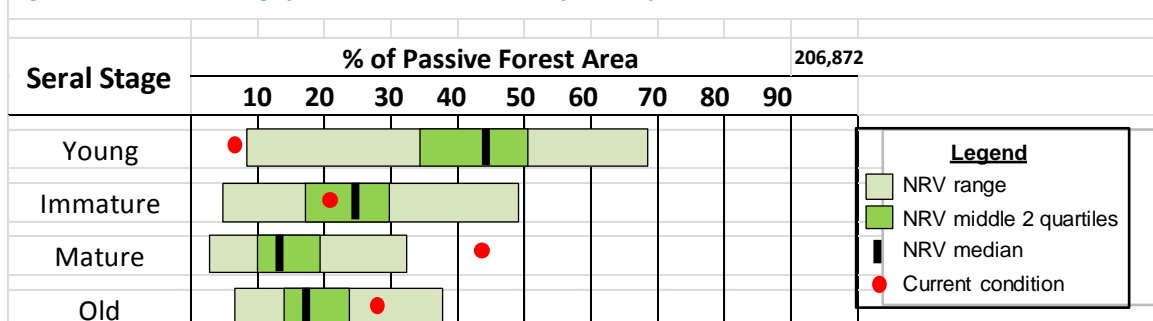 % of Passive Forest Area 206,872
Seral Stage
10 20 30 40 50 60 70 80 90
Young
Immature
Mature
Old
Legend
NRV range
NRV middle 2 quartiles
NRV median
Current condition